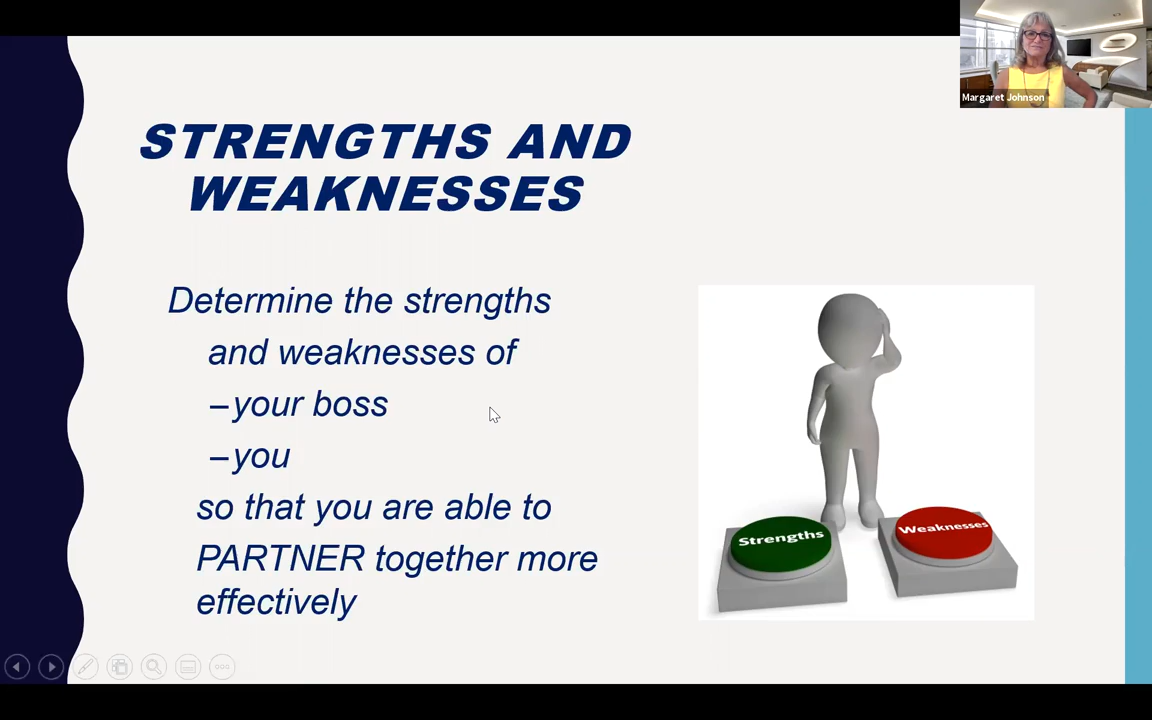 Margaret Johnson
STRENGTHS AND
WEAKNESSES
Determine the strengths
and weaknesses of
–your boss
–you
so that you are able to
PARTNER together more
effectively
Strengths
Weaknesses